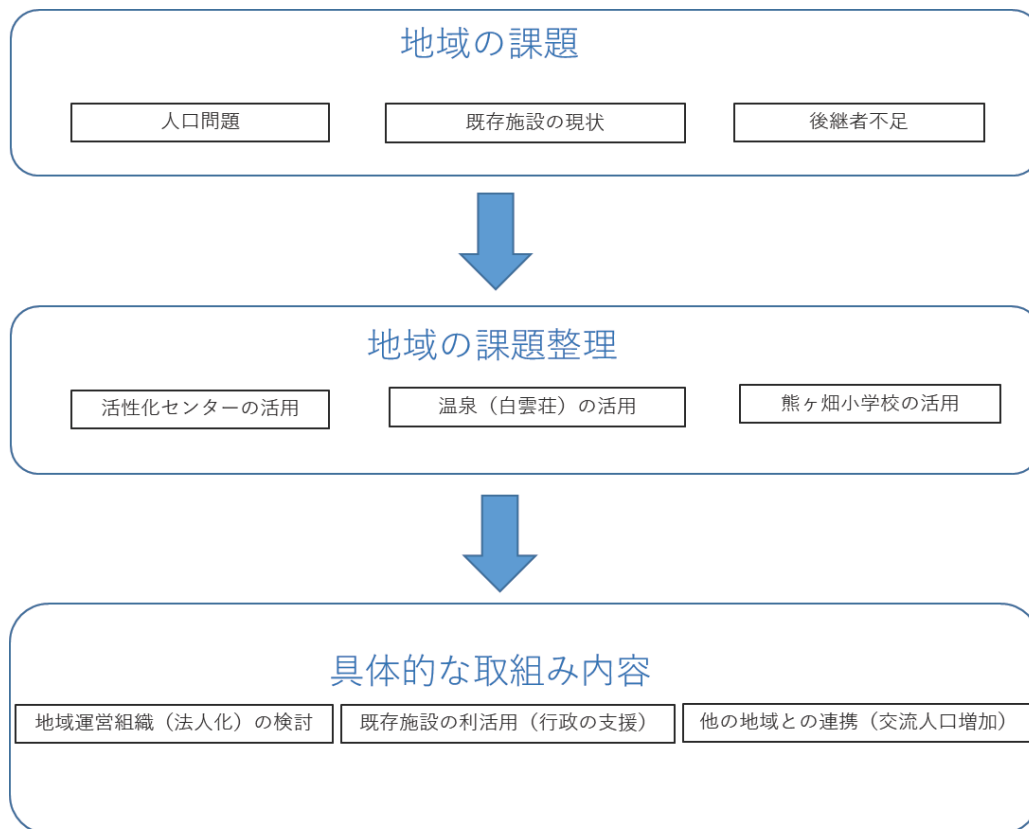 地域の課題
人口問題
既存施設の現状
後継者不足
地域の課題整理
活性化センターの活用
温泉（白雲荘）の活用
熊ヶ畑小学校の活用
具体的な取組み内容
地域運営組織（法人化）の検討
既存施設の利活用（行政の支援）
他の地域との連携（交流人口増加）